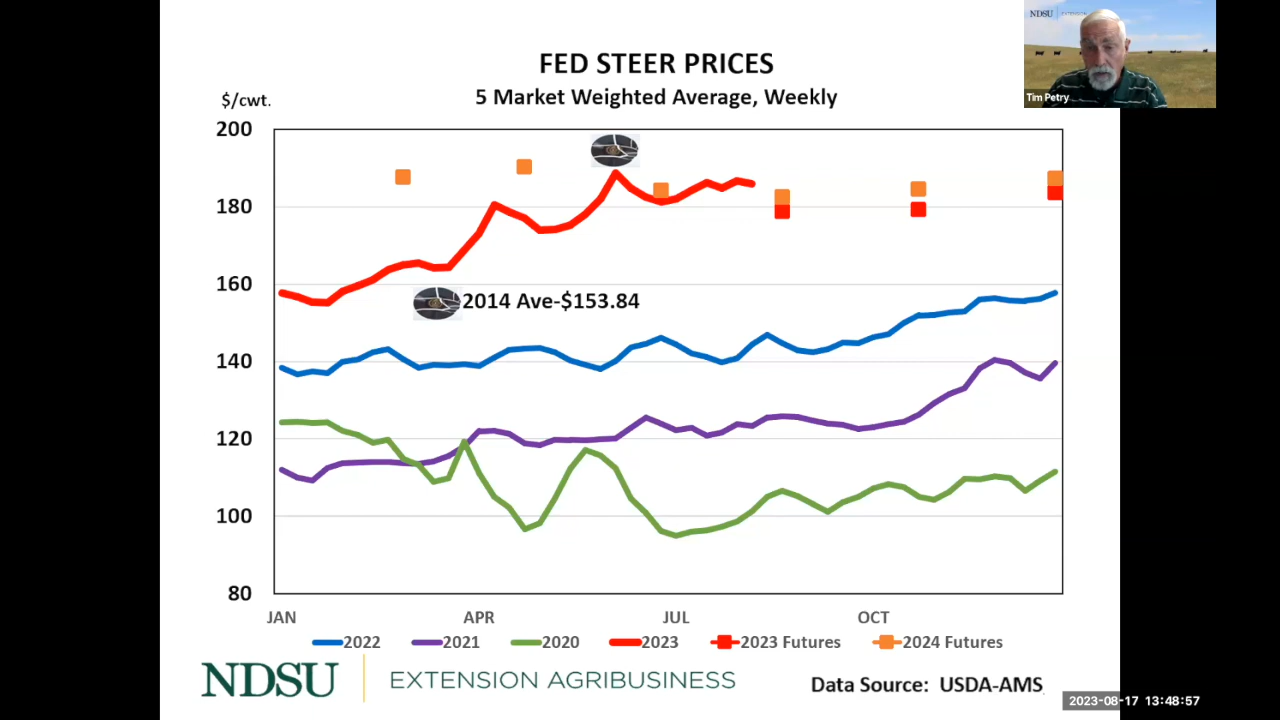 NDSU EXTENSION
Tim Petry
FED STEER PRICES
5 Market Weighted Average, Weekly
$/cwt.
200
180
160
140
120
100
80
2014 Ave-$153.84
JAN APR JUL OCT
2022 2021 2020 2023 2023 Futures 2024 Futures
NDSU EXTENSION AGRIBUSINESS
Data Source: USDA-AMS
2023-08-17 13:48:57